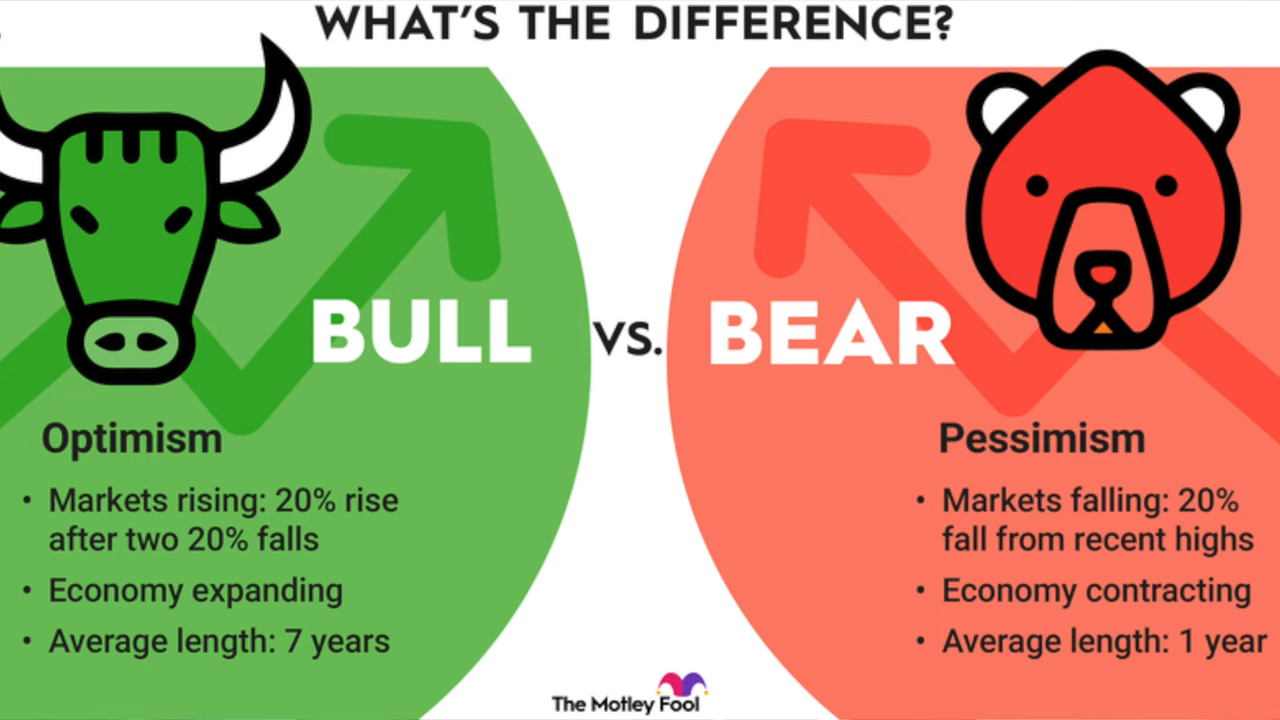 WHAT'S THE DIFFERENCE?
BULL
VS.
BEAR
Optimism
• Markets rising: 20% rise
after two 20% falls
• Economy expanding
• Average length: 7 years
Pessimism
• Markets falling: 20%
fall from recent highs
• Economy contracting
• Average length: 1 year
The Motley Fool